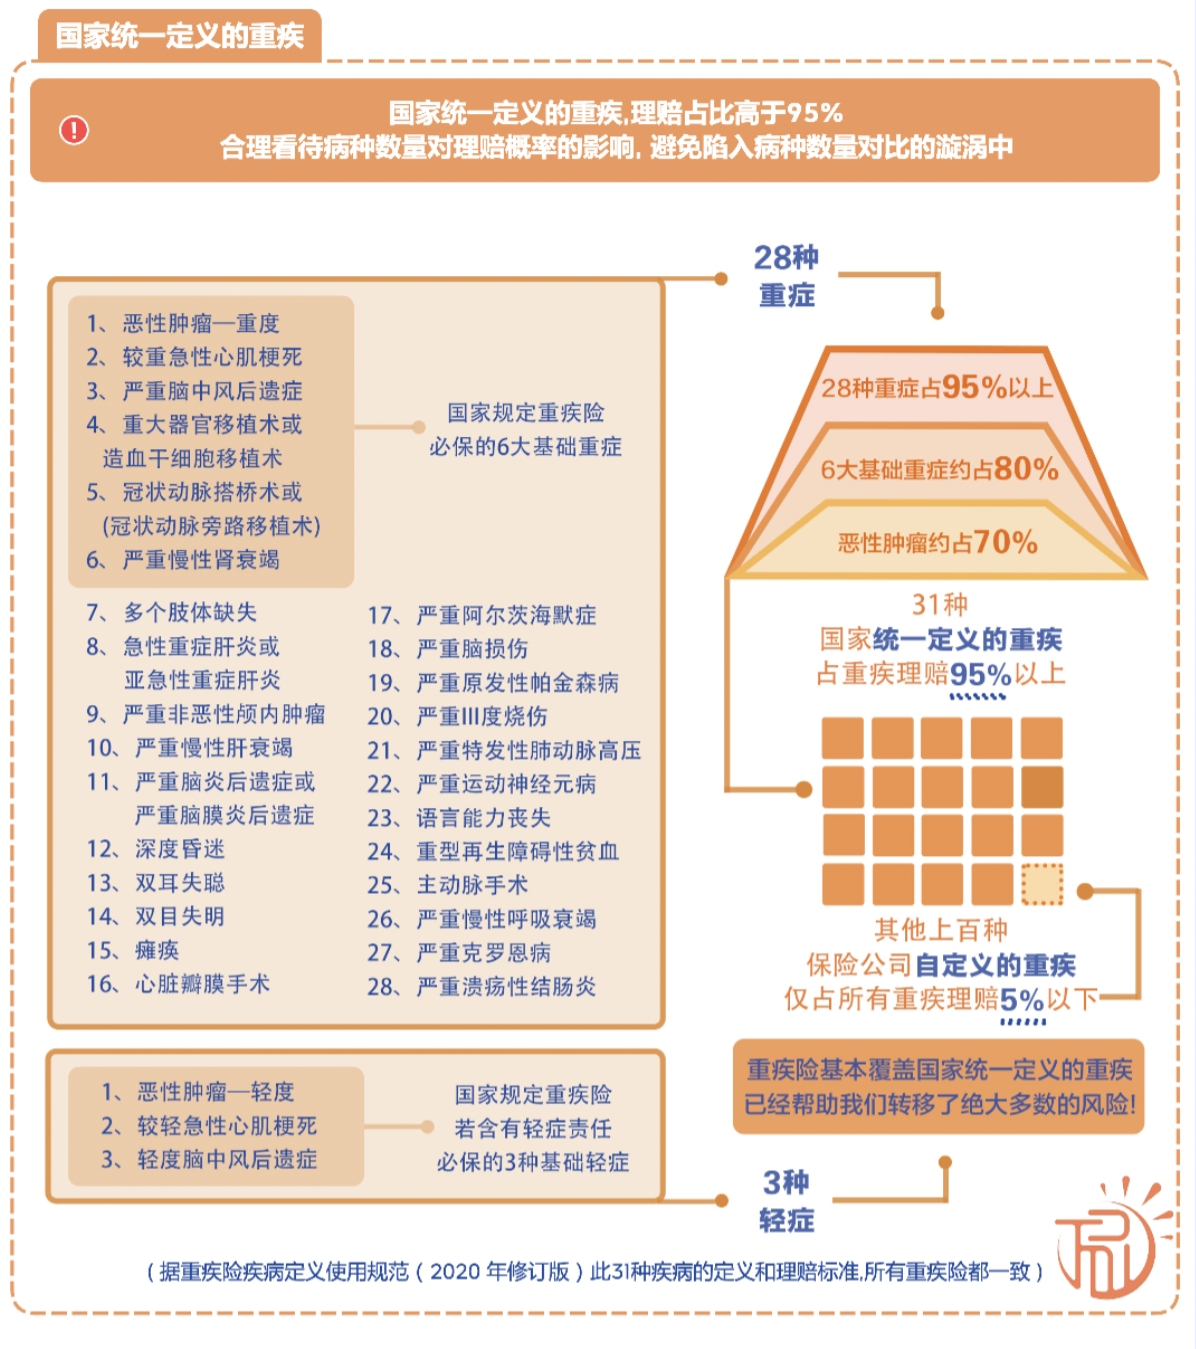 国家统一定义的重疾
国家统一定义的重疾,理赔占比高于95%
合理看待病种数量对理赔概率的影响, 避免陷入病种数量对比的漩涡中
28种
重症
1、恶性肿瘤—重度
2、较重急性心肌梗死
3、严重脑中风后遗症
4、重大器官移植术或
造血干细胞移植术
5、冠状动脉搭桥术或
(冠状动脉旁路移植术)
6、严重慢性肾衰竭
国家规定重疾险
必保的6大基础重症
7、多个肢体缺失
8、急性重症肝炎或
亚急性重症肝炎
9、严重非恶性颅内肿瘤
10、严重慢性肝衰竭
11、严重脑炎后遗症或
严重脑膜炎后遗症
12、深度昏迷
13、双耳失聪
14、双目失明
15、瘫痪
16、心脏瓣膜手术
17、严重阿尔茨海默症
18、严重脑损伤
19、严重原发性帕金森病
20、严重III度烧伤
21、严重特发性肺动脉高压
22、严重运动神经元病
23、语言能力丧失
24、重型再生障碍性贫血
25、主动脉手术
26、严重慢性呼吸衰竭
27、严重克罗恩病
28、严重溃疡性结肠炎
28种重症占95%以上
6大基础重症约占80%
恶性肿瘤约占70%
31种
国家统一定义的重疾
占重疾理赔95%以上
其他上百种
保险公司自定义的重疾
仅占所有重疾理赔5%以下
重疾险基本覆盖国家统一定义的重疾
已经帮助我们转移了绝大多数的风险!
1、恶性肿瘤—轻度
2、较轻急性心肌梗死
3、轻度脑中风后遗症
国家规定重疾险
若含有轻症责任
必保的3种基础轻症
3种
轻症
(据重疾险疾病定义使用规范(2020 年修订版)此31种疾病的定义和理赔标准,所有重疾险都一致)